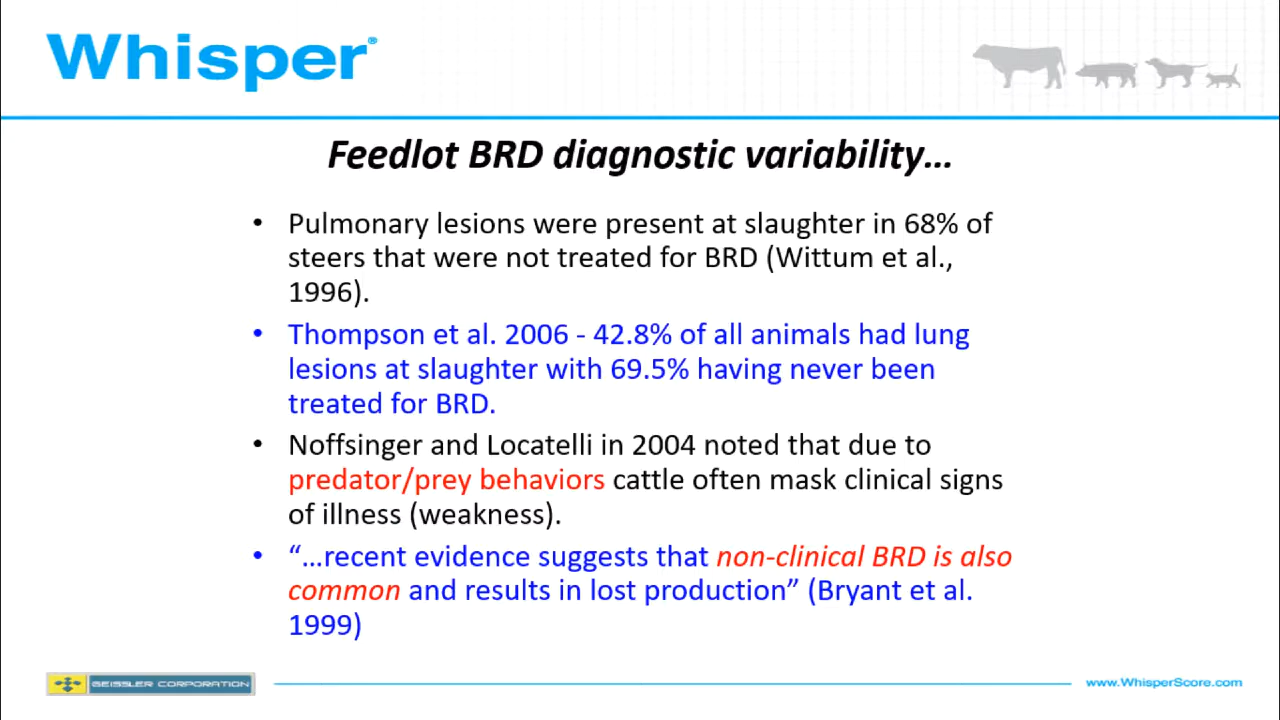 Whisper®
Feedlot BRD diagnostic variability...
• Pulmonary lesions were present at slaughter in 68% of
steers that were not treated for BRD (Wittum et al.,
1996).
• Thompson et al. 2006 - 42.8% of all animals had lung
lesions at slaughter with 69.5% having never been
treated for BRD.
• Noffsinger and Locatelli in 2004 noted that due to
predator/prey behaviors cattle often mask clinical signs
of illness (weakness).
• “...recent evidence suggests that non-clinical BRD is also
common and results in lost production” (Bryant et al.
1999)
GEISSLER CORPORATION
www.WhisperScore.com